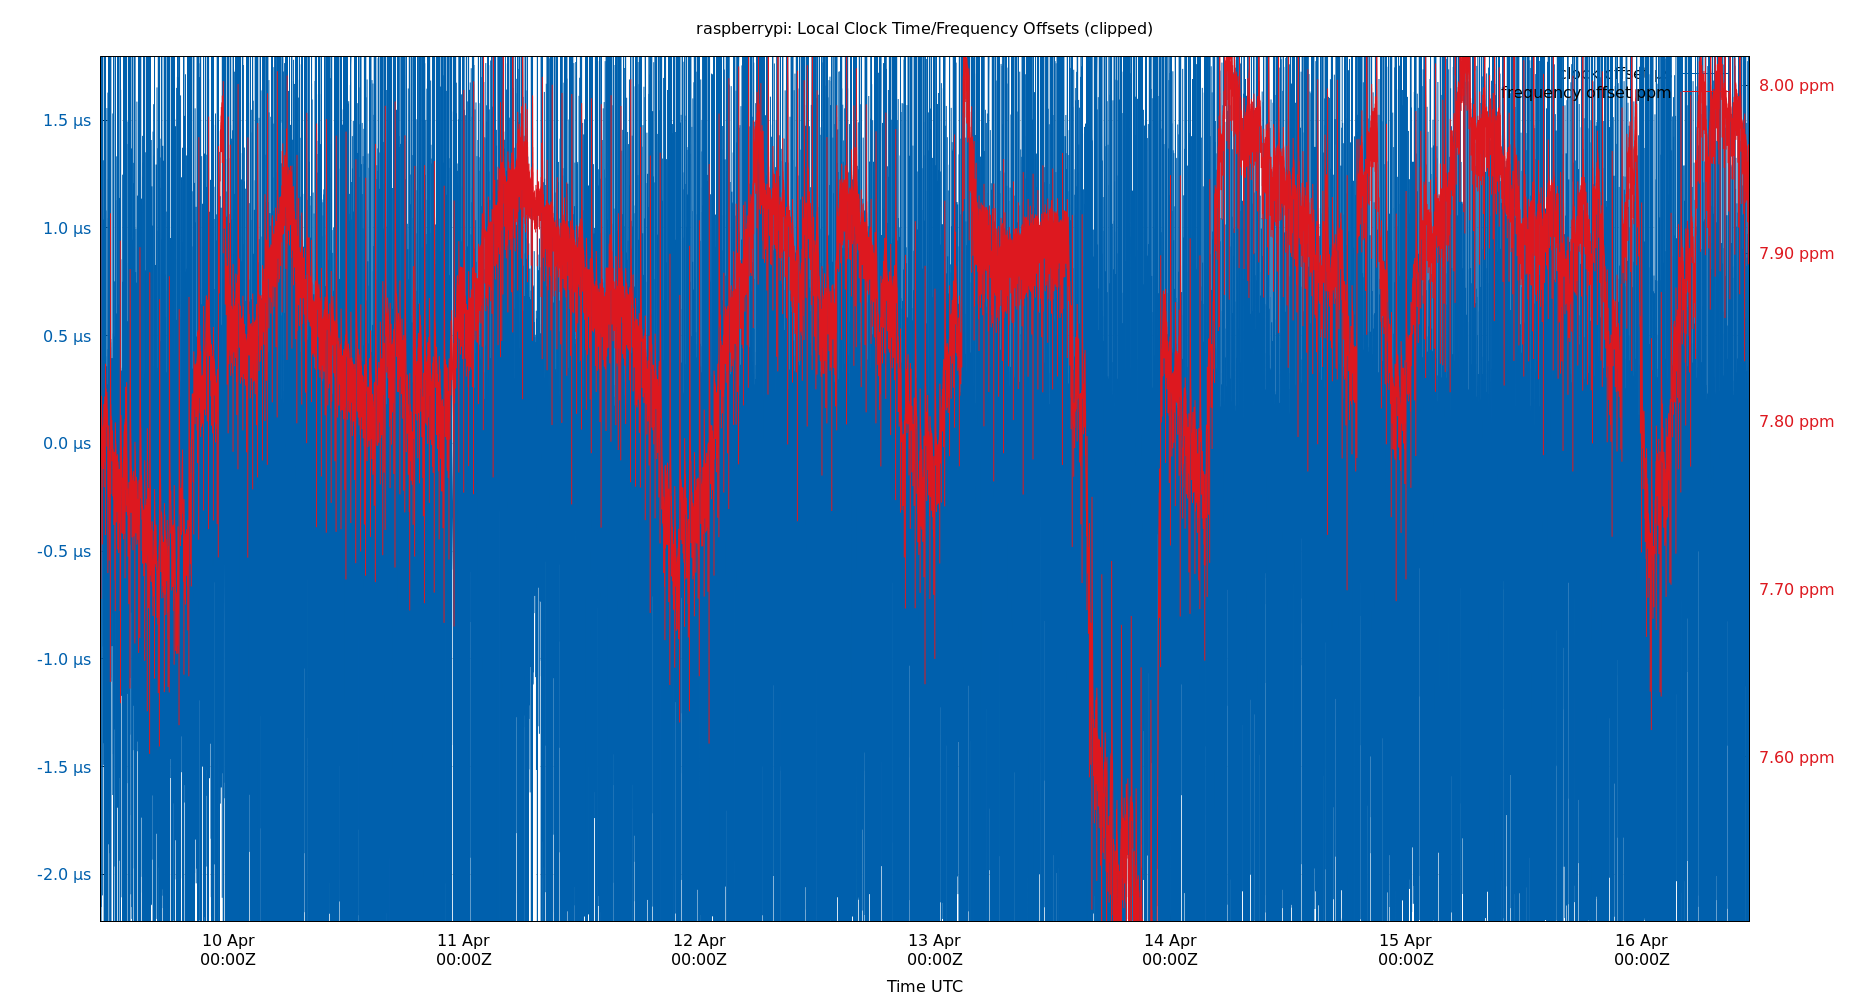 raspberrypi: Local Clock Time/Frequency Offsets (clipped)
clock offset
frequency offset ppm
1.5 µs
1.0 µs
0.5 µs
0.0 µs
-0.5 µs
-1.0 µs
-1.5 µs
-2.0 µs
8.00 ppm
7.90 ppm
7.80 ppm
7.70 ppm
7.60 ppm
10 Apr 11 Apr 12 Apr 13 Apr 14 Apr 15 Apr 16 Apr
00:00Z 00:00Z 00:00Z 00:00Z 00:00Z 00:00Z 00:00Z
Time UTC